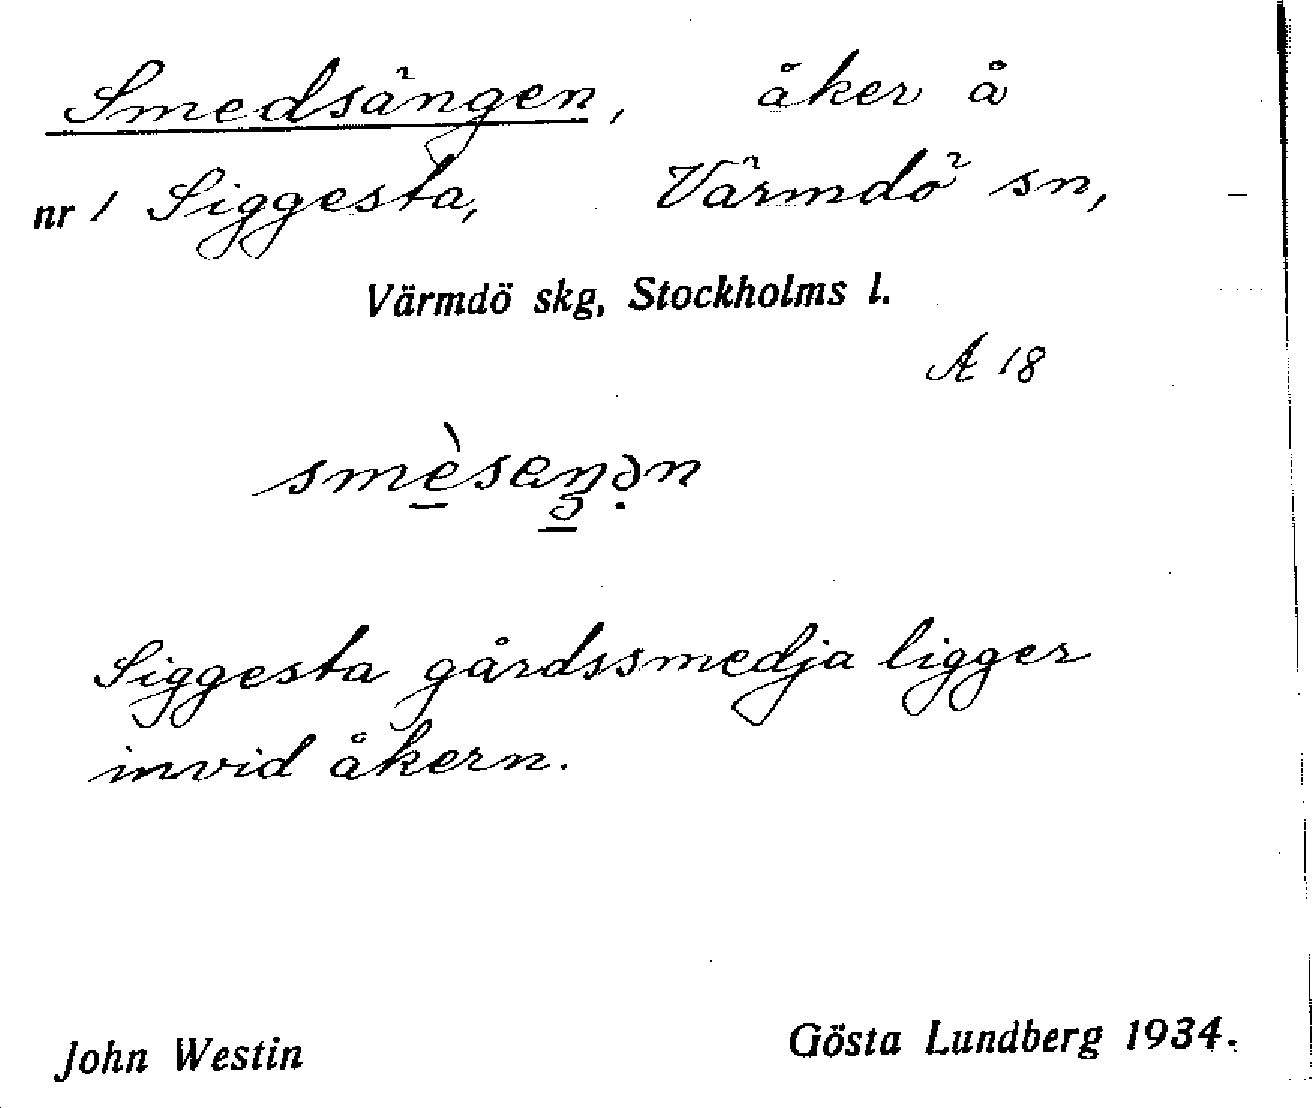 Smedsängen, åker å
nr 1 Siggesta, Värmdö sn,
Värmdö skg, Stockholms l.
A 18
Siggesta gårdssmedja ligger
invid åkern.
John Westin Gösta Lundberg 1934.